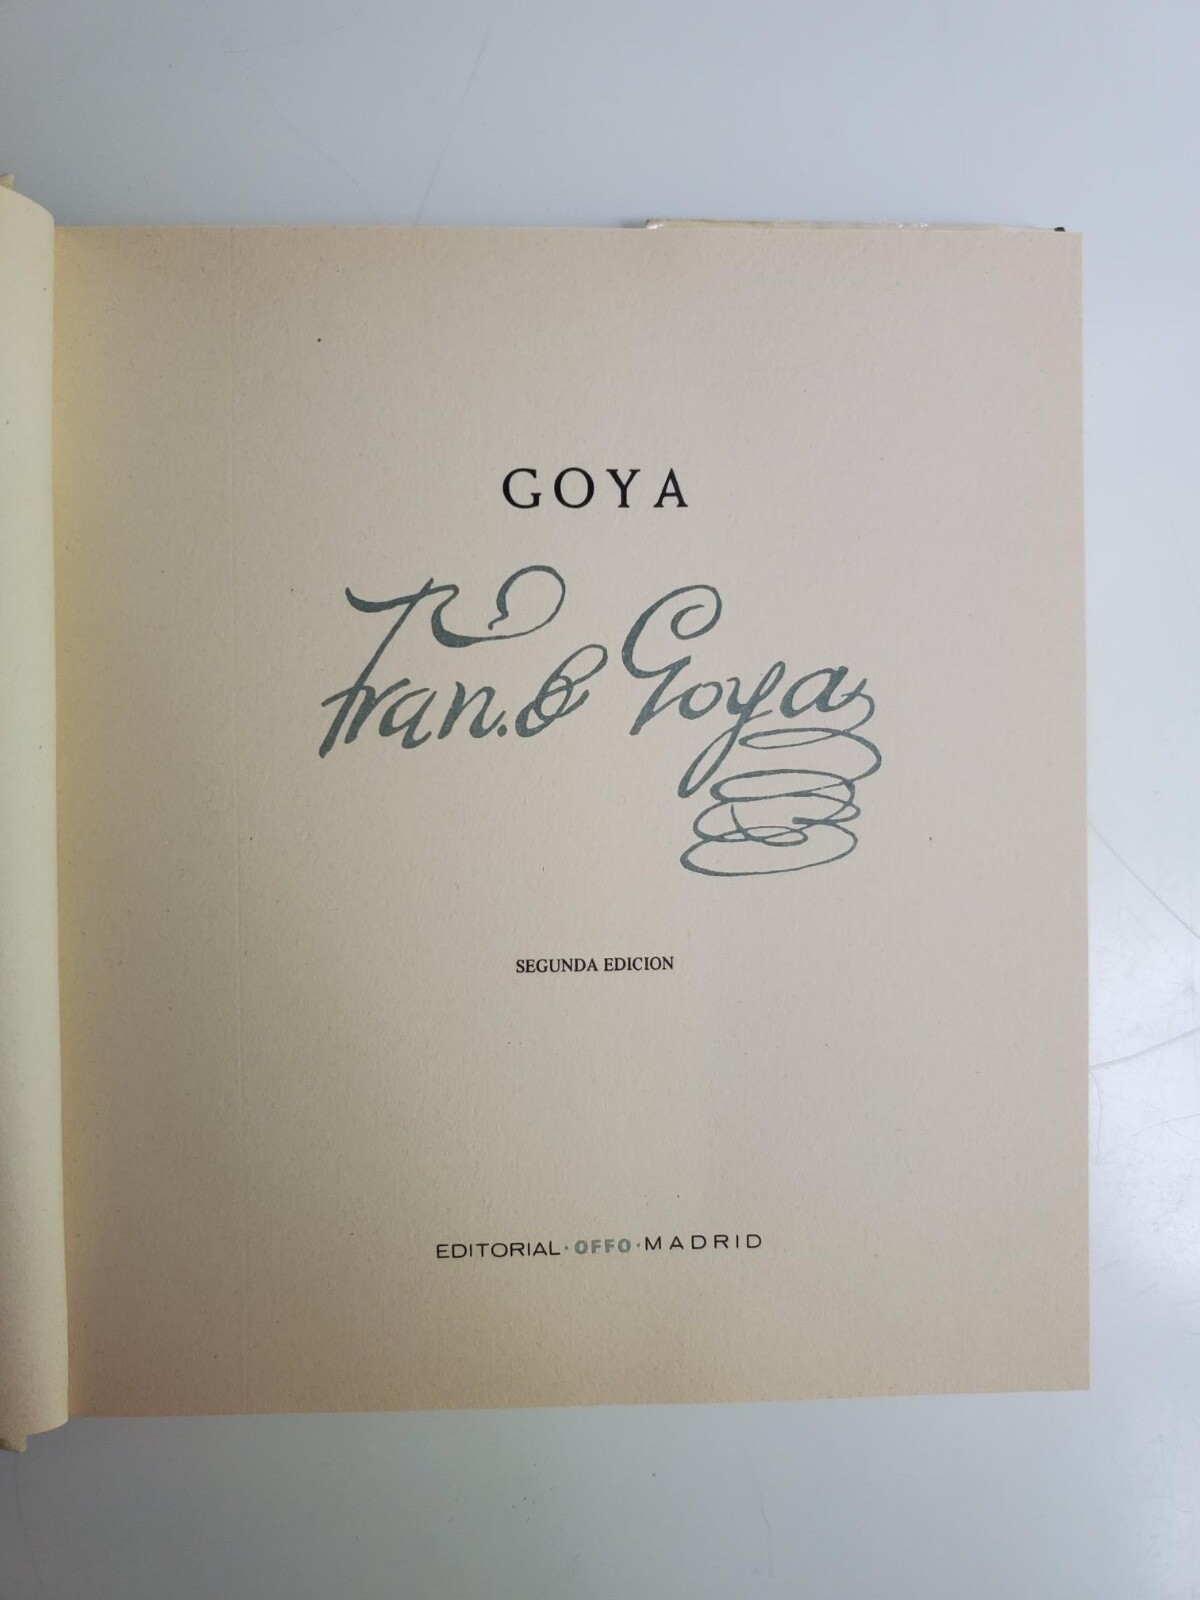 GOYA
Fran.co Goya
SEGUNDA EDICION
EDITORIAL·OFFO·MADRID